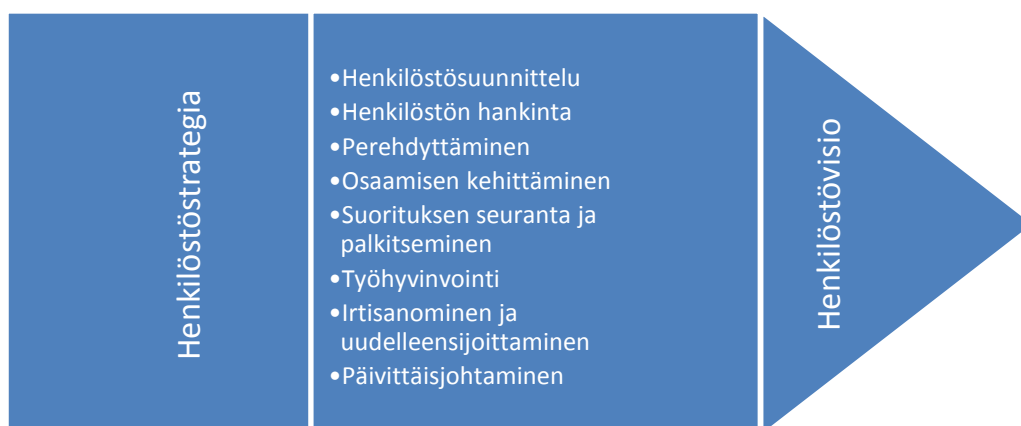 Henkilöstöstrategia
•Henkilöstösuunnittelu
•Henkilöstön hankinta
•Perehdyttäminen
•Osaamisen kehittäminen
•Suorituksen seuranta ja
palkitseminen
•Työhyvinvointi
•Irtisanominen ja
uudelleensijoittaminen
•Päivittäisjohtaminen
Henkilöstövisio